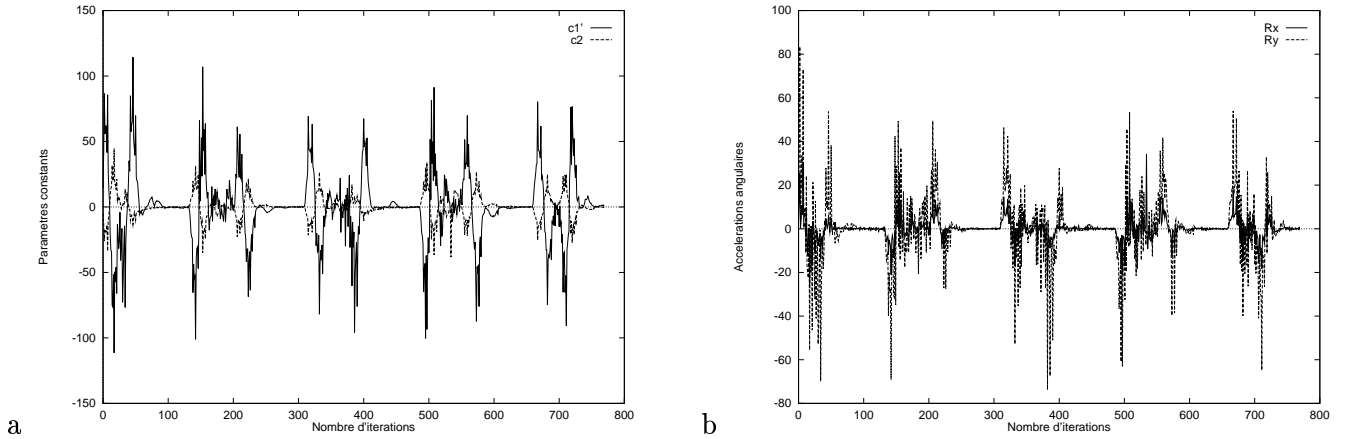 150
100
50
0
-50
-100
-150
0 100 200 300 400 500 600 700 800
Parametres constants
Nombre d'iterations
c1'
c2
a
100
80
60
40
20
0
-20
-40
-60
-80
0 100 200 300 400 500 600 700 800
Accelerations angulaires
Nombre d'iterations
Rx
Ry
b